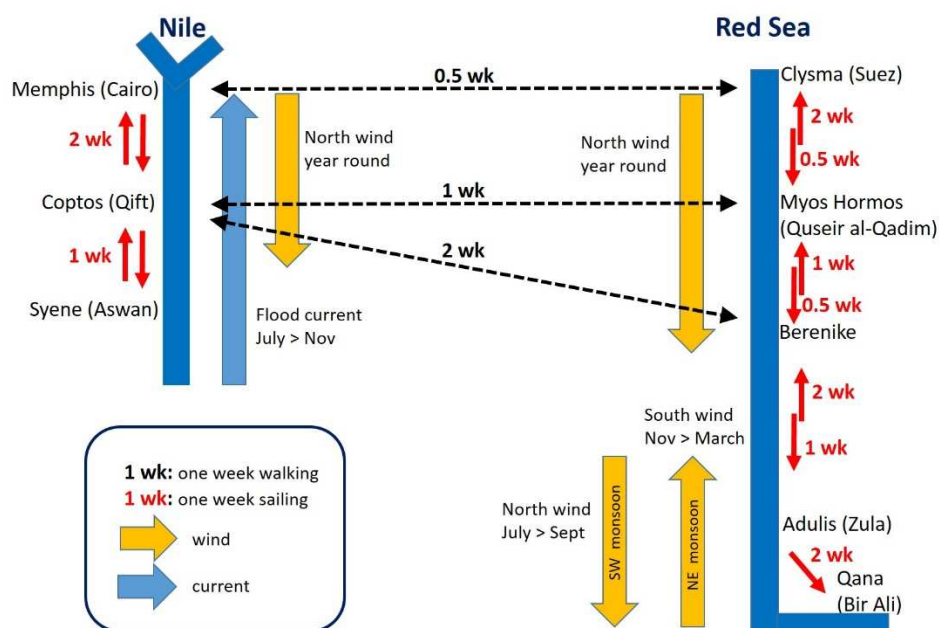 Nile
Red Sea
Memphis (Cairo)
0.5 wk
Clysma (Suez)
2 wk
North wind
year round
North wind
year round
2 wk
0.5 wk
Coptos (Qift)
1 wk
Myos Hormos
(Quseir al-Qadim)
1 wk
2 wk
1 wk
0.5 wk
Syene (Aswan)
Flood current
July > Nov
Berenike
2 wk
1 wk
South wind
Nov > March
1 wk: one week walking
1 wk: one week sailing
wind
current
North wind
July > Sept
SW monsoon
NE monsoon
Adulis (Zula)
2 wk
Qana
(Bir Ali)